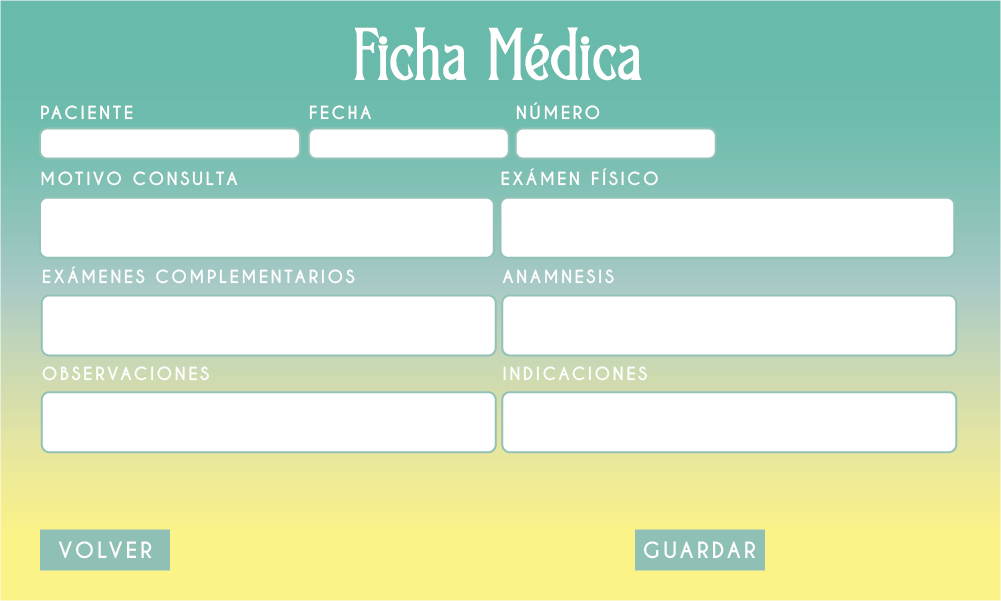 Ficha Médica
PACIENTE FECHA NÚMERO
MOTIVO CONSULTA EXÁMEN FÍSICO
EXÁMENES COMPLEMENTARIOS ANAMNESIS
OBSERVACIONES INDICACIONES
VOLVER GUARDAR